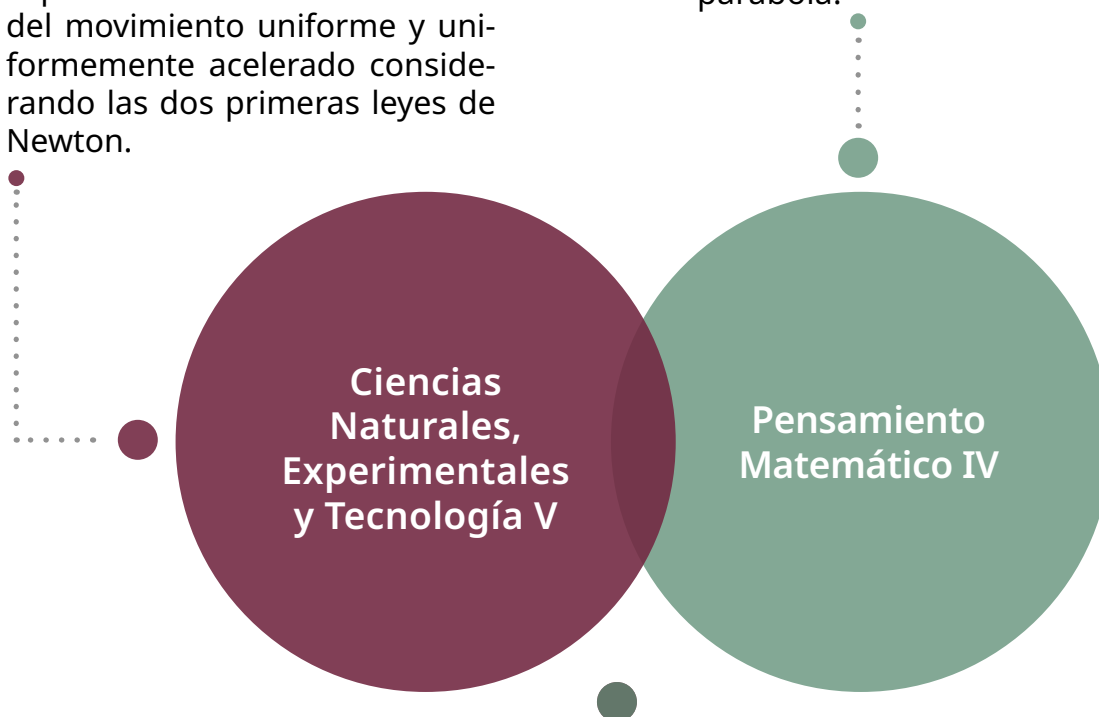 del movimiento uniforme y uni-
formemente acelerado conside-
rando las dos primeras leyes de
Newton.
parábola.
Ciencias
Naturales,
Experimentales
y Tecnología V
Pensamiento
Matemático IV